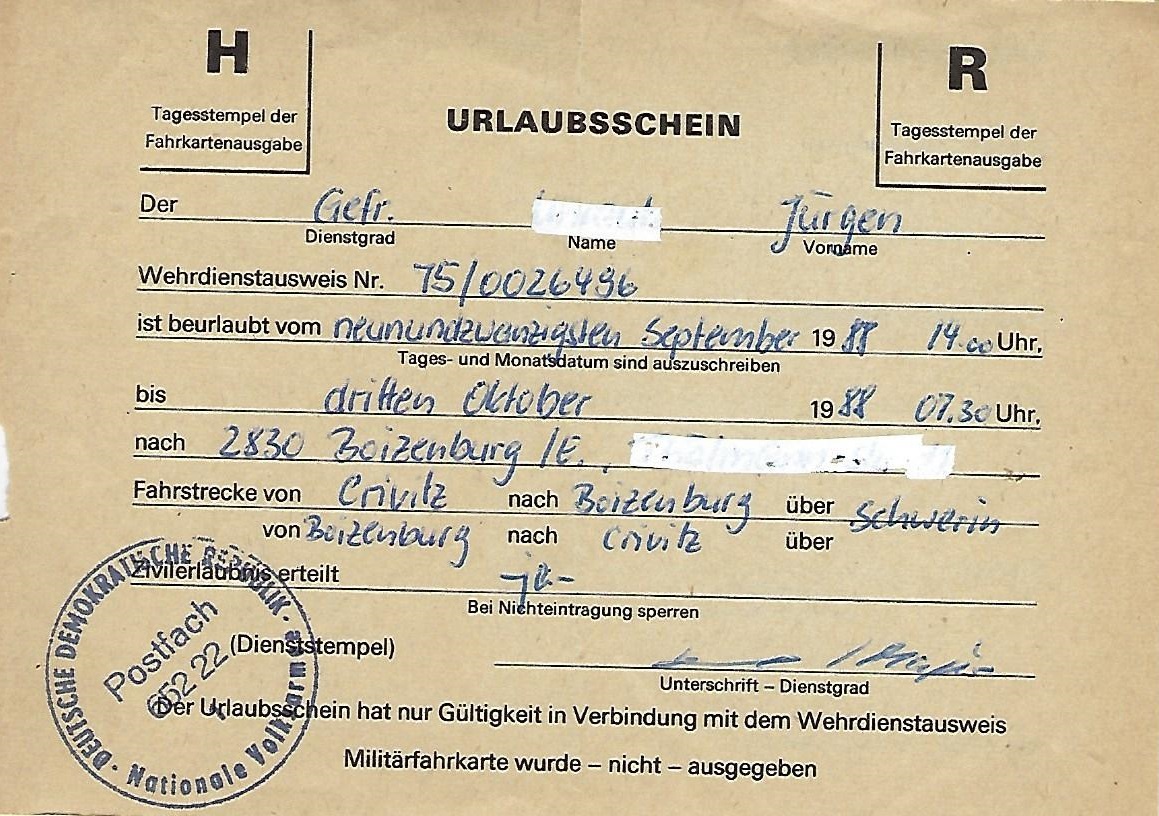 H
Tagesstempel der
Fahrkartenausgabe
URLAUBSSCHEIN
R
Tagesstempel der
Fahrkartenausgabe
Der Gefr. Jürgen
Dienstgrad Name Vorname
Wehrdienstausweis Nr. 75/0026496
ist beurlaubt vom neunundzwanzigsten September 1988 14.00 Uhr,
Tages- und Monatsdatum sind auszuschreiben
bis dritten Oktober 1988 07.30 Uhr,
nach 2830 Boizenburg /E.,
Fahrstrecke von Crivitz nach Boizenburg über Schwerin
von Boizenburg nach Crivitz über
Zivilerlaubnis erteilt ja-
Bei Nichteintragung sperren
(Dienststempel)
Unterschrift – Dienstgrad
Der Urlaubsschein hat nur Gültigkeit in Verbindung mit dem Wehrdienstausweis
Militärfahrkarte wurde – nicht – ausgegeben
DEUTSCHE DEMOKRATISCHE REPUBLIK · Nationale Volksarmee ·
Postfach
65222